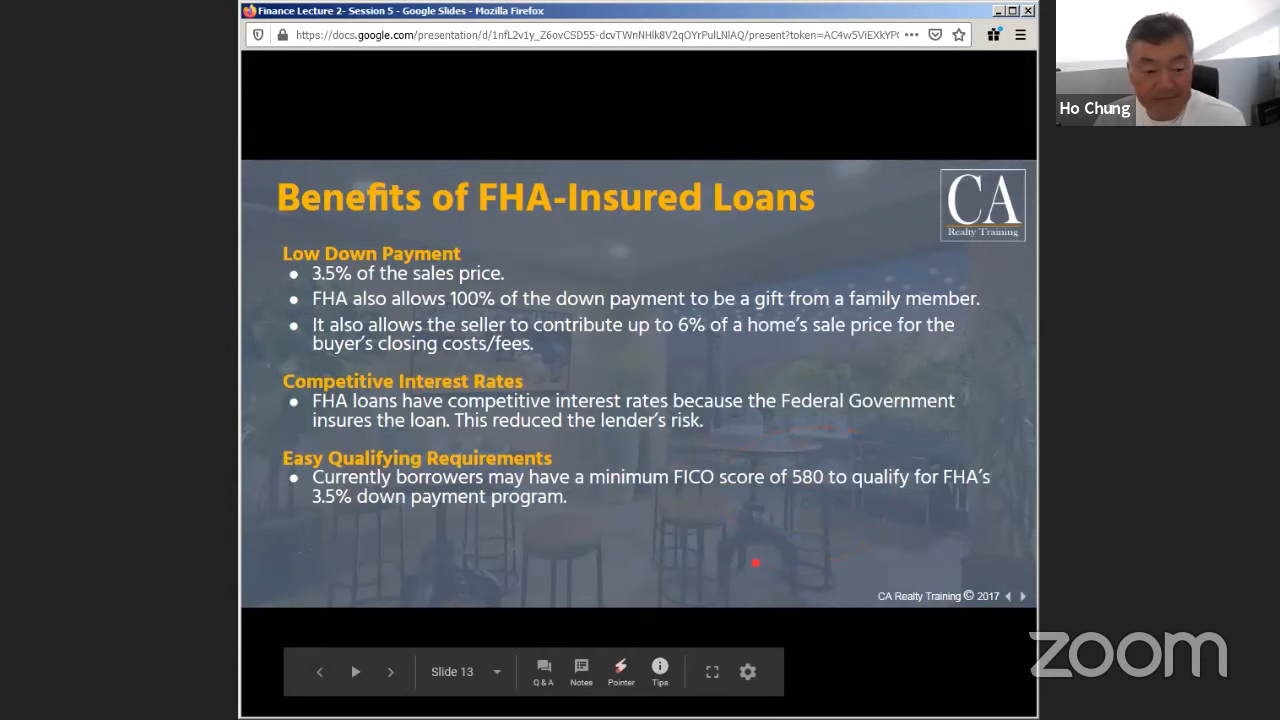 Finance Lecture 2- Session 5 - Google Slides - Mozilla Firefox
Ho Chung
Benefits of FHA-Insured Loans
CA
Realty Training
Low Down Payment
● 3.5% of the sales price.
● FHA also allows 100% of the down payment to be a gift from a family member.
● It also allows the seller to contribute up to 6% of a home's sale price for the
buyer's closing costs/fees.
Competitive Interest Rates
● FHA loans have competitive interest rates because the Federal Government
insures the loan. This reduced the lender's risk.
Easy Qualifying Requirements
● Currently borrowers may have a minimum FICO score of 580 to qualify for FHA's
3.5% down payment program.
CA Realty Training © 2017
Slide 13
Q & A
Notes
Pointer
Tips
zoom